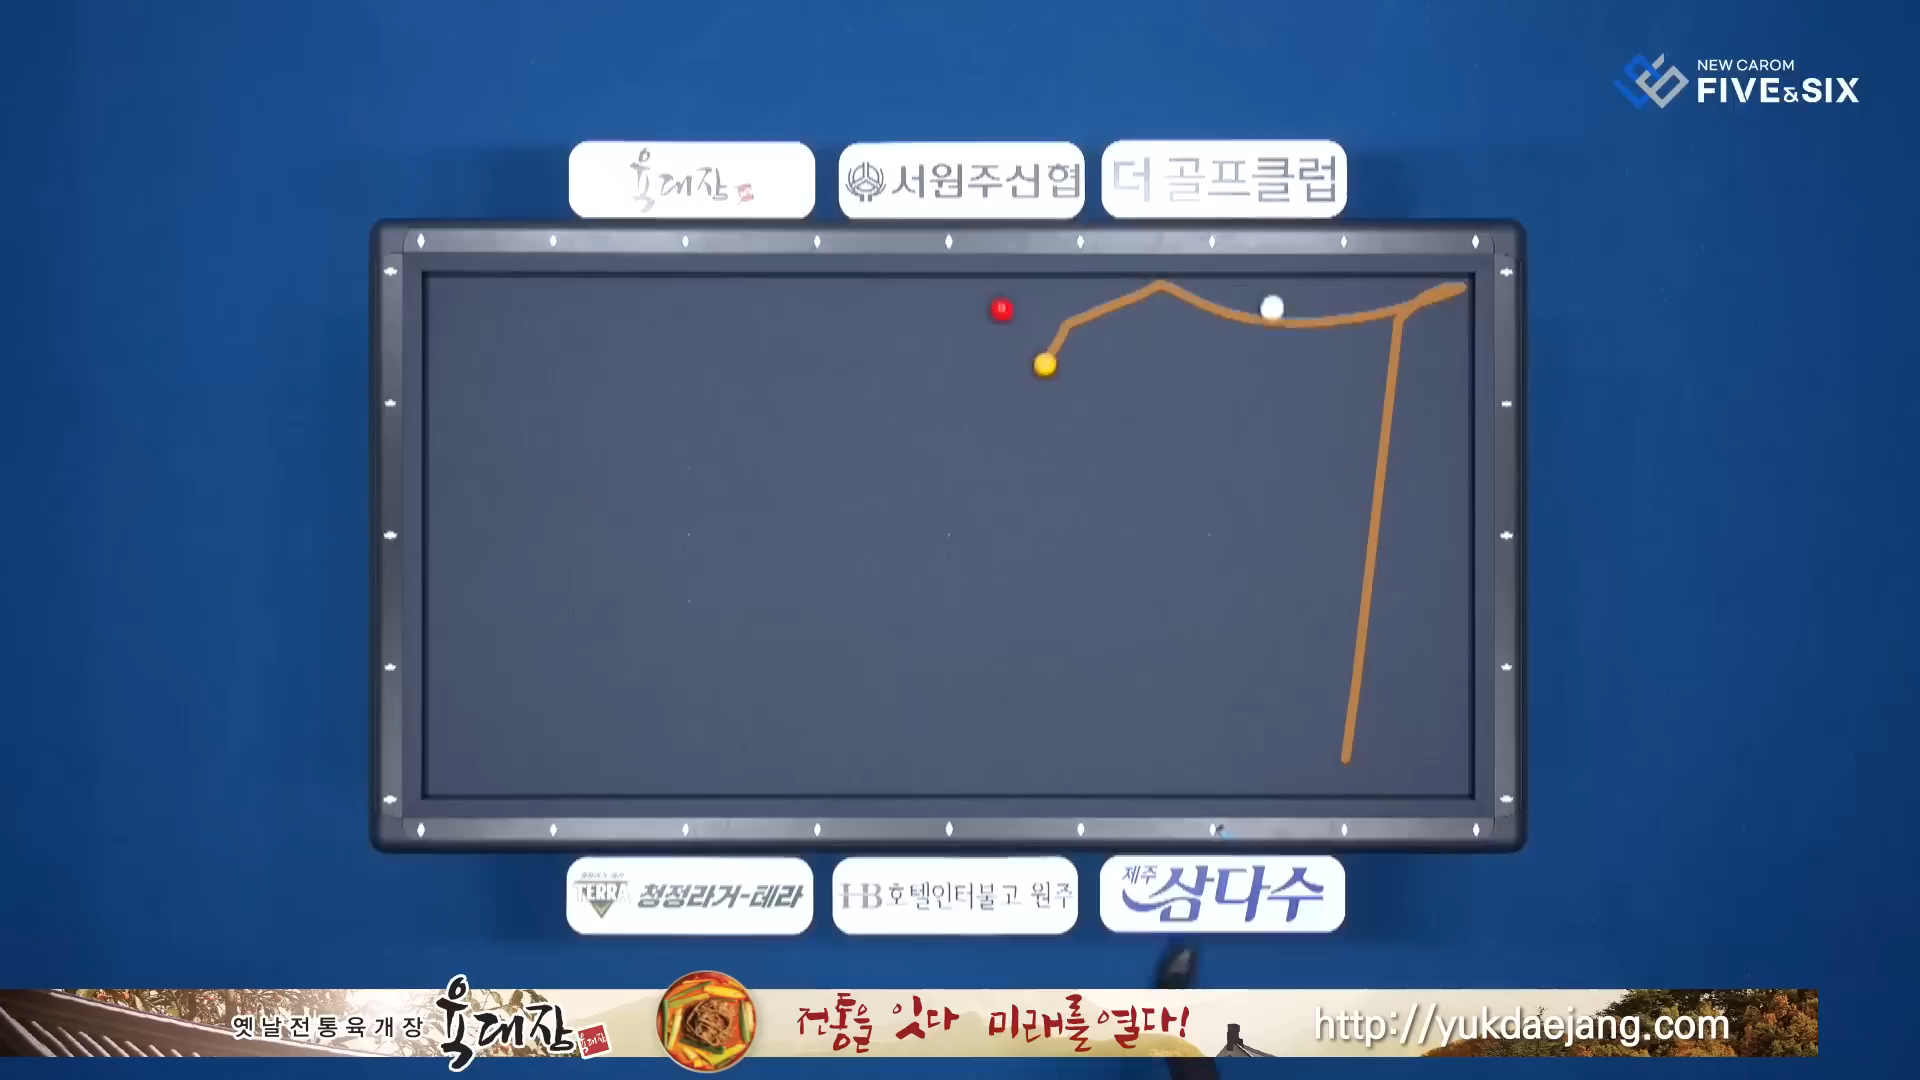 NEW CAROM
FIVE&SIX
육대장
서원주신협
더 골프클럽
TERRA 청정라거-테라
HB 호텔인터불고 원주
제주
삼다수
옛날전통육개장 육대장
전통을 잇다 미래를 열다!
http://yukdaejang.com